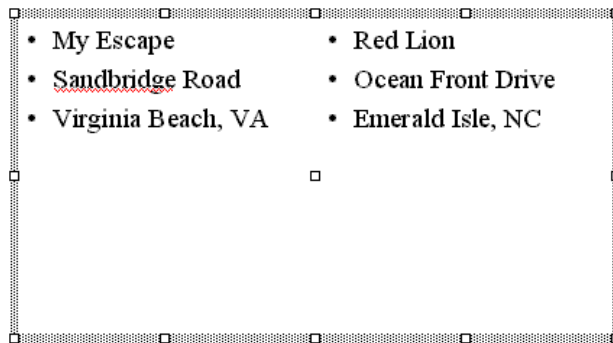 • My Escape
• Sandbridge Road
• Virginia Beach, VA
• Red Lion
• Ocean Front Drive
• Emerald Isle, NC